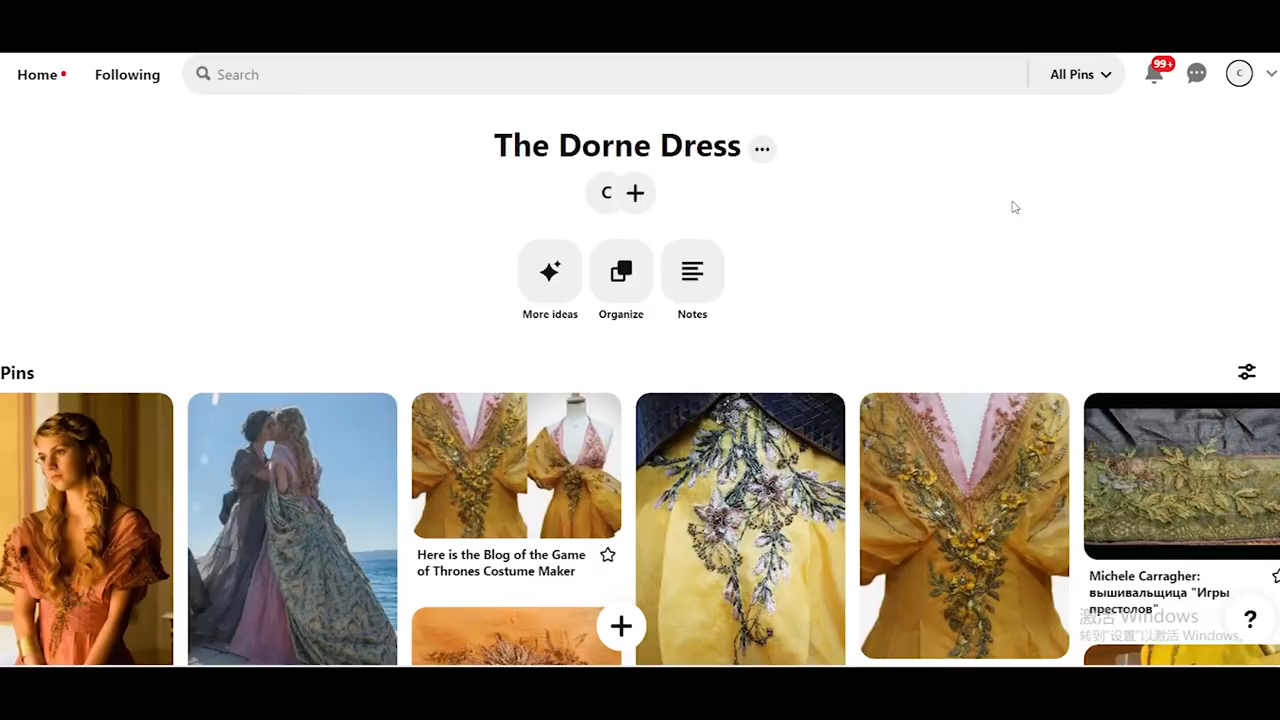 Home
Following
Search
All Pins
99+
C
The Dorne Dress
C
More ideas
Organize
Notes
Pins
Here is the Blog of the Game
of Thrones Costume Maker
Michele Carragher:
вышивальщица "Игры
престолов"
激活 Windows
转到"设置"以激活 Windows。
?